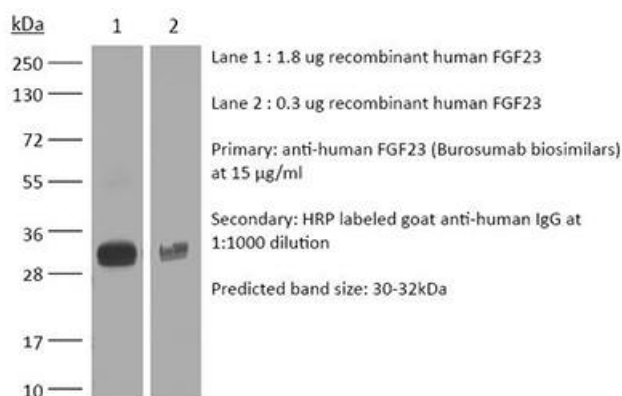 kDa
1 2
250
130
72
55
36
28
17
10
Lane 1 : 1.8 ug recombinant human FGF23
Lane 2 : 0.3 ug recombinant human FGF23
Primary: anti-human FGF23 (Burosumab biosimilars)
at 15 µg/ml
Secondary: HRP labeled goat anti-human IgG at
1:1000 dilution
Predicted band size: 30-32kDa